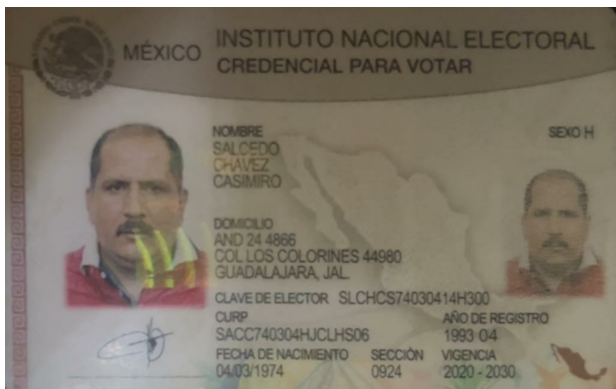 MÉXICO
INSTITUTO NACIONAL ELECTORAL
CREDENCIAL PARA VOTAR
NOMBRE
SALCEDO
CHAVEZ
CASIMIRO
SEXO H
DOMICILIO
AND 24 4866
COL LOS COLORINES 44980
GUADALAJARA, JAL.
CLAVE DE ELECTOR SLCHCS74030414H300
CURP
SACC740304HJCLHS06
AÑO DE REGISTRO
1993 04
FECHA DE NACIMIENTO
04/03/1974
SECCIÓN
0924
VIGENCIA
2020 - 2030